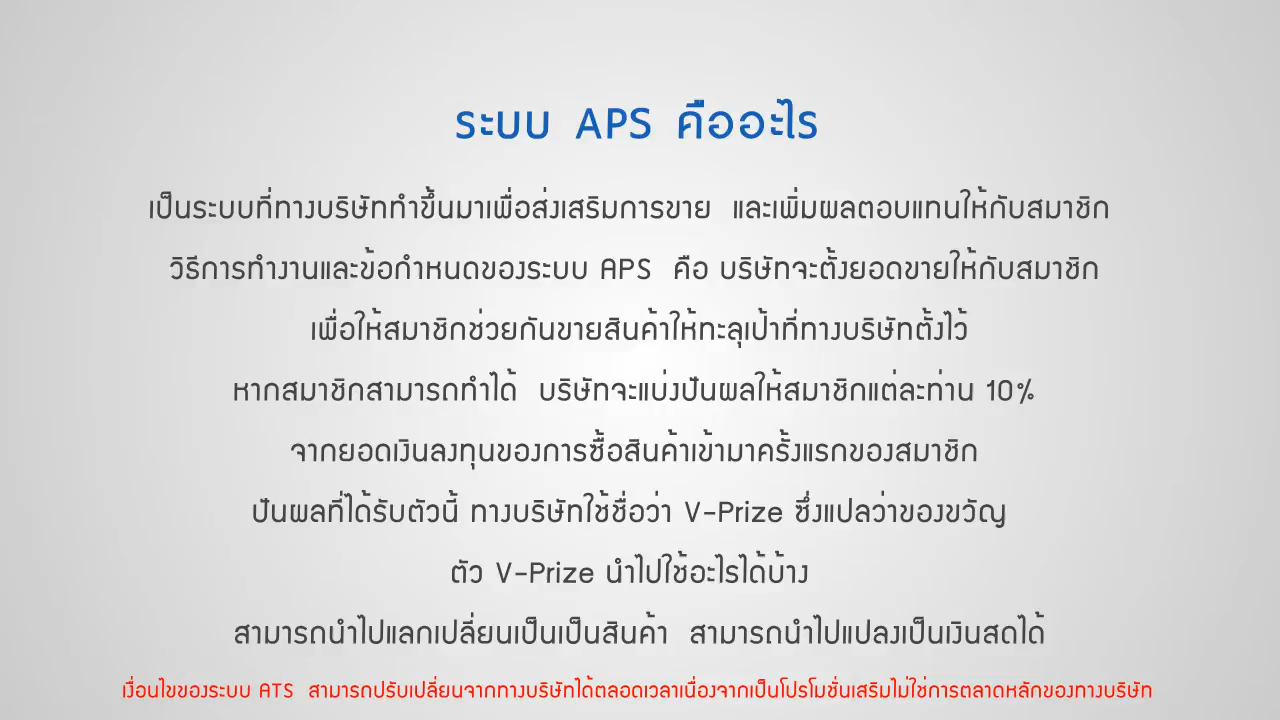 ระบบ APS คืออะไร
เป็นระบบที่ทางบริษัททำขึ้นมาเพื่อส่งเสริมการขาย และเพิ่มผลตอบแทนให้กับสมาชิก
วิธีการทำงานและข้อกำหนดของระบบ APS คือ บริษัทจะตั้งยอดขายให้กับสมาชิก
เพื่อให้สมาชิกช่วยกันขายสินค้าให้ทะลุเป้าที่ทางบริษัทตั้งไว้
หากสมาชิกสามารถทำได้ บริษัทจะแบ่งปันผลให้สมาชิกแต่ละท่าน 10%
จากยอดเงินลงทุนของการซื้อสินค้าเข้ามาครั้งแรกของสมาชิก
ปันผลที่ได้รับตัวนี้ ทางบริษัทใช้ชื่อว่า V-Prize ซึ่งแปลว่าของขวัญ
ตัว V-Prize นำไปใช้อะไรได้บ้าง
สามารถนำไปแลกเปลี่ยนเป็นเป็นสินค้า สามารถนำไปแปลงเป็นเงินสดได้
เงื่อนไขของระบบ ATS สามารถปรับเปลี่ยนจากทางบริษัทได้ตลอดเวลาเนื่องจากเป็นโปรโมชั่นเสริมไม่ใช่การตลาดหลักของทางบริษัท